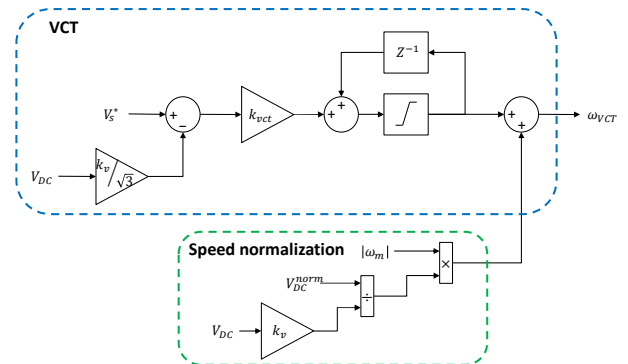 VCT
Z⁻¹
V_s^*
+
−
k_vct
+
+
+
+
ω_VCT
V_DC
k_v/√3
Speed normalization
|ω_m|
×
V_DC^norm
÷
V_DC
k_v